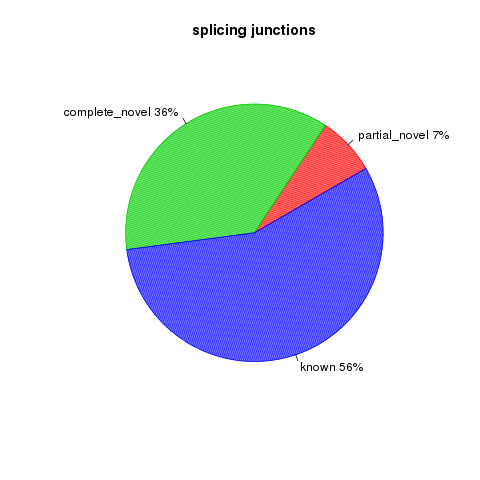 splicing junctions
complete_novel 36%
partial_novel 7%
known 56%